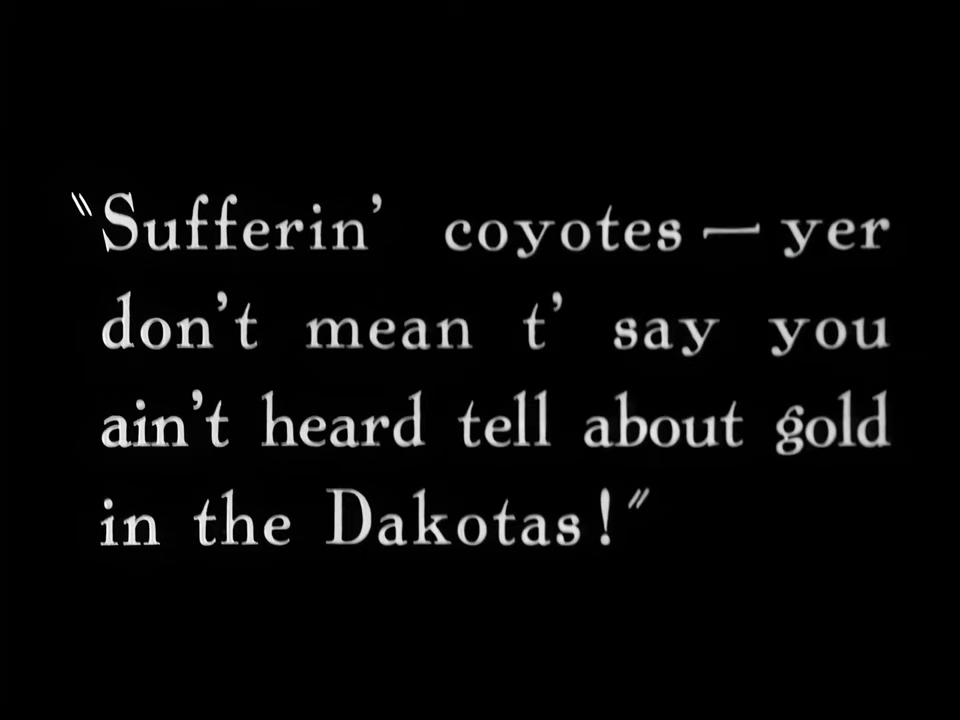 "Sufferin' coyotes — yer
don't mean t' say you
ain't heard tell about gold
in the Dakotas!"